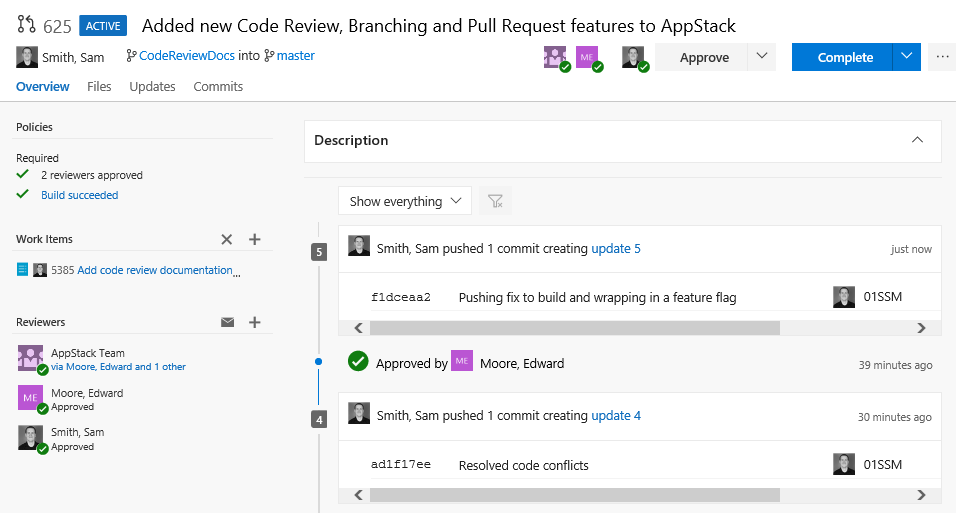 625 ACTIVE Added new Code Review, Branching and Pull Request features to AppStack
Smith, Sam CodeReviewDocs into master ME Approve Complete ...
Overview Files Updates Commits
Policies
Required
2 reviewers approved
Build succeeded
Work Items
5385 Add code review documentation...
Reviewers
AppStack Team
via Moore, Edward and 1 other
ME Moore, Edward
Approved
Smith, Sam
Approved
Description
Show everything
5 Smith, Sam pushed 1 commit creating update 5 just now
f1dceaa2 Pushing fix to build and wrapping in a feature flag 01SSM
Approved by ME Moore, Edward 39 minutes ago
4 Smith, Sam pushed 1 commit creating update 4 30 minutes ago
ad1f17ee Resolved code conflicts 01SSM